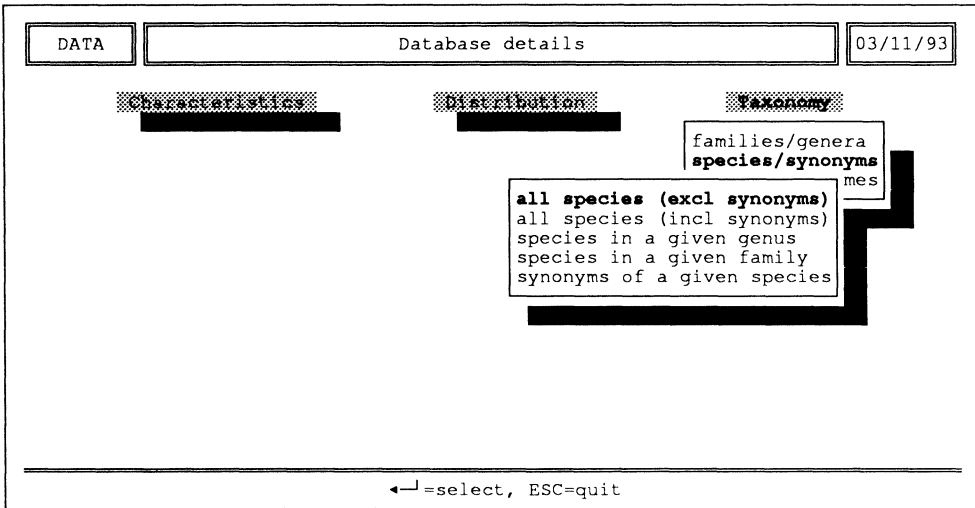 DATA
Database details
03/11/93
Characteristics
Distribution
Taxonomy
families/genera
species/synonyms
mes
all species (excl synonyms)
all species (incl synonyms)
species in a given genus
species in a given family
synonyms of a given species
◄─┘=select, ESC=quit